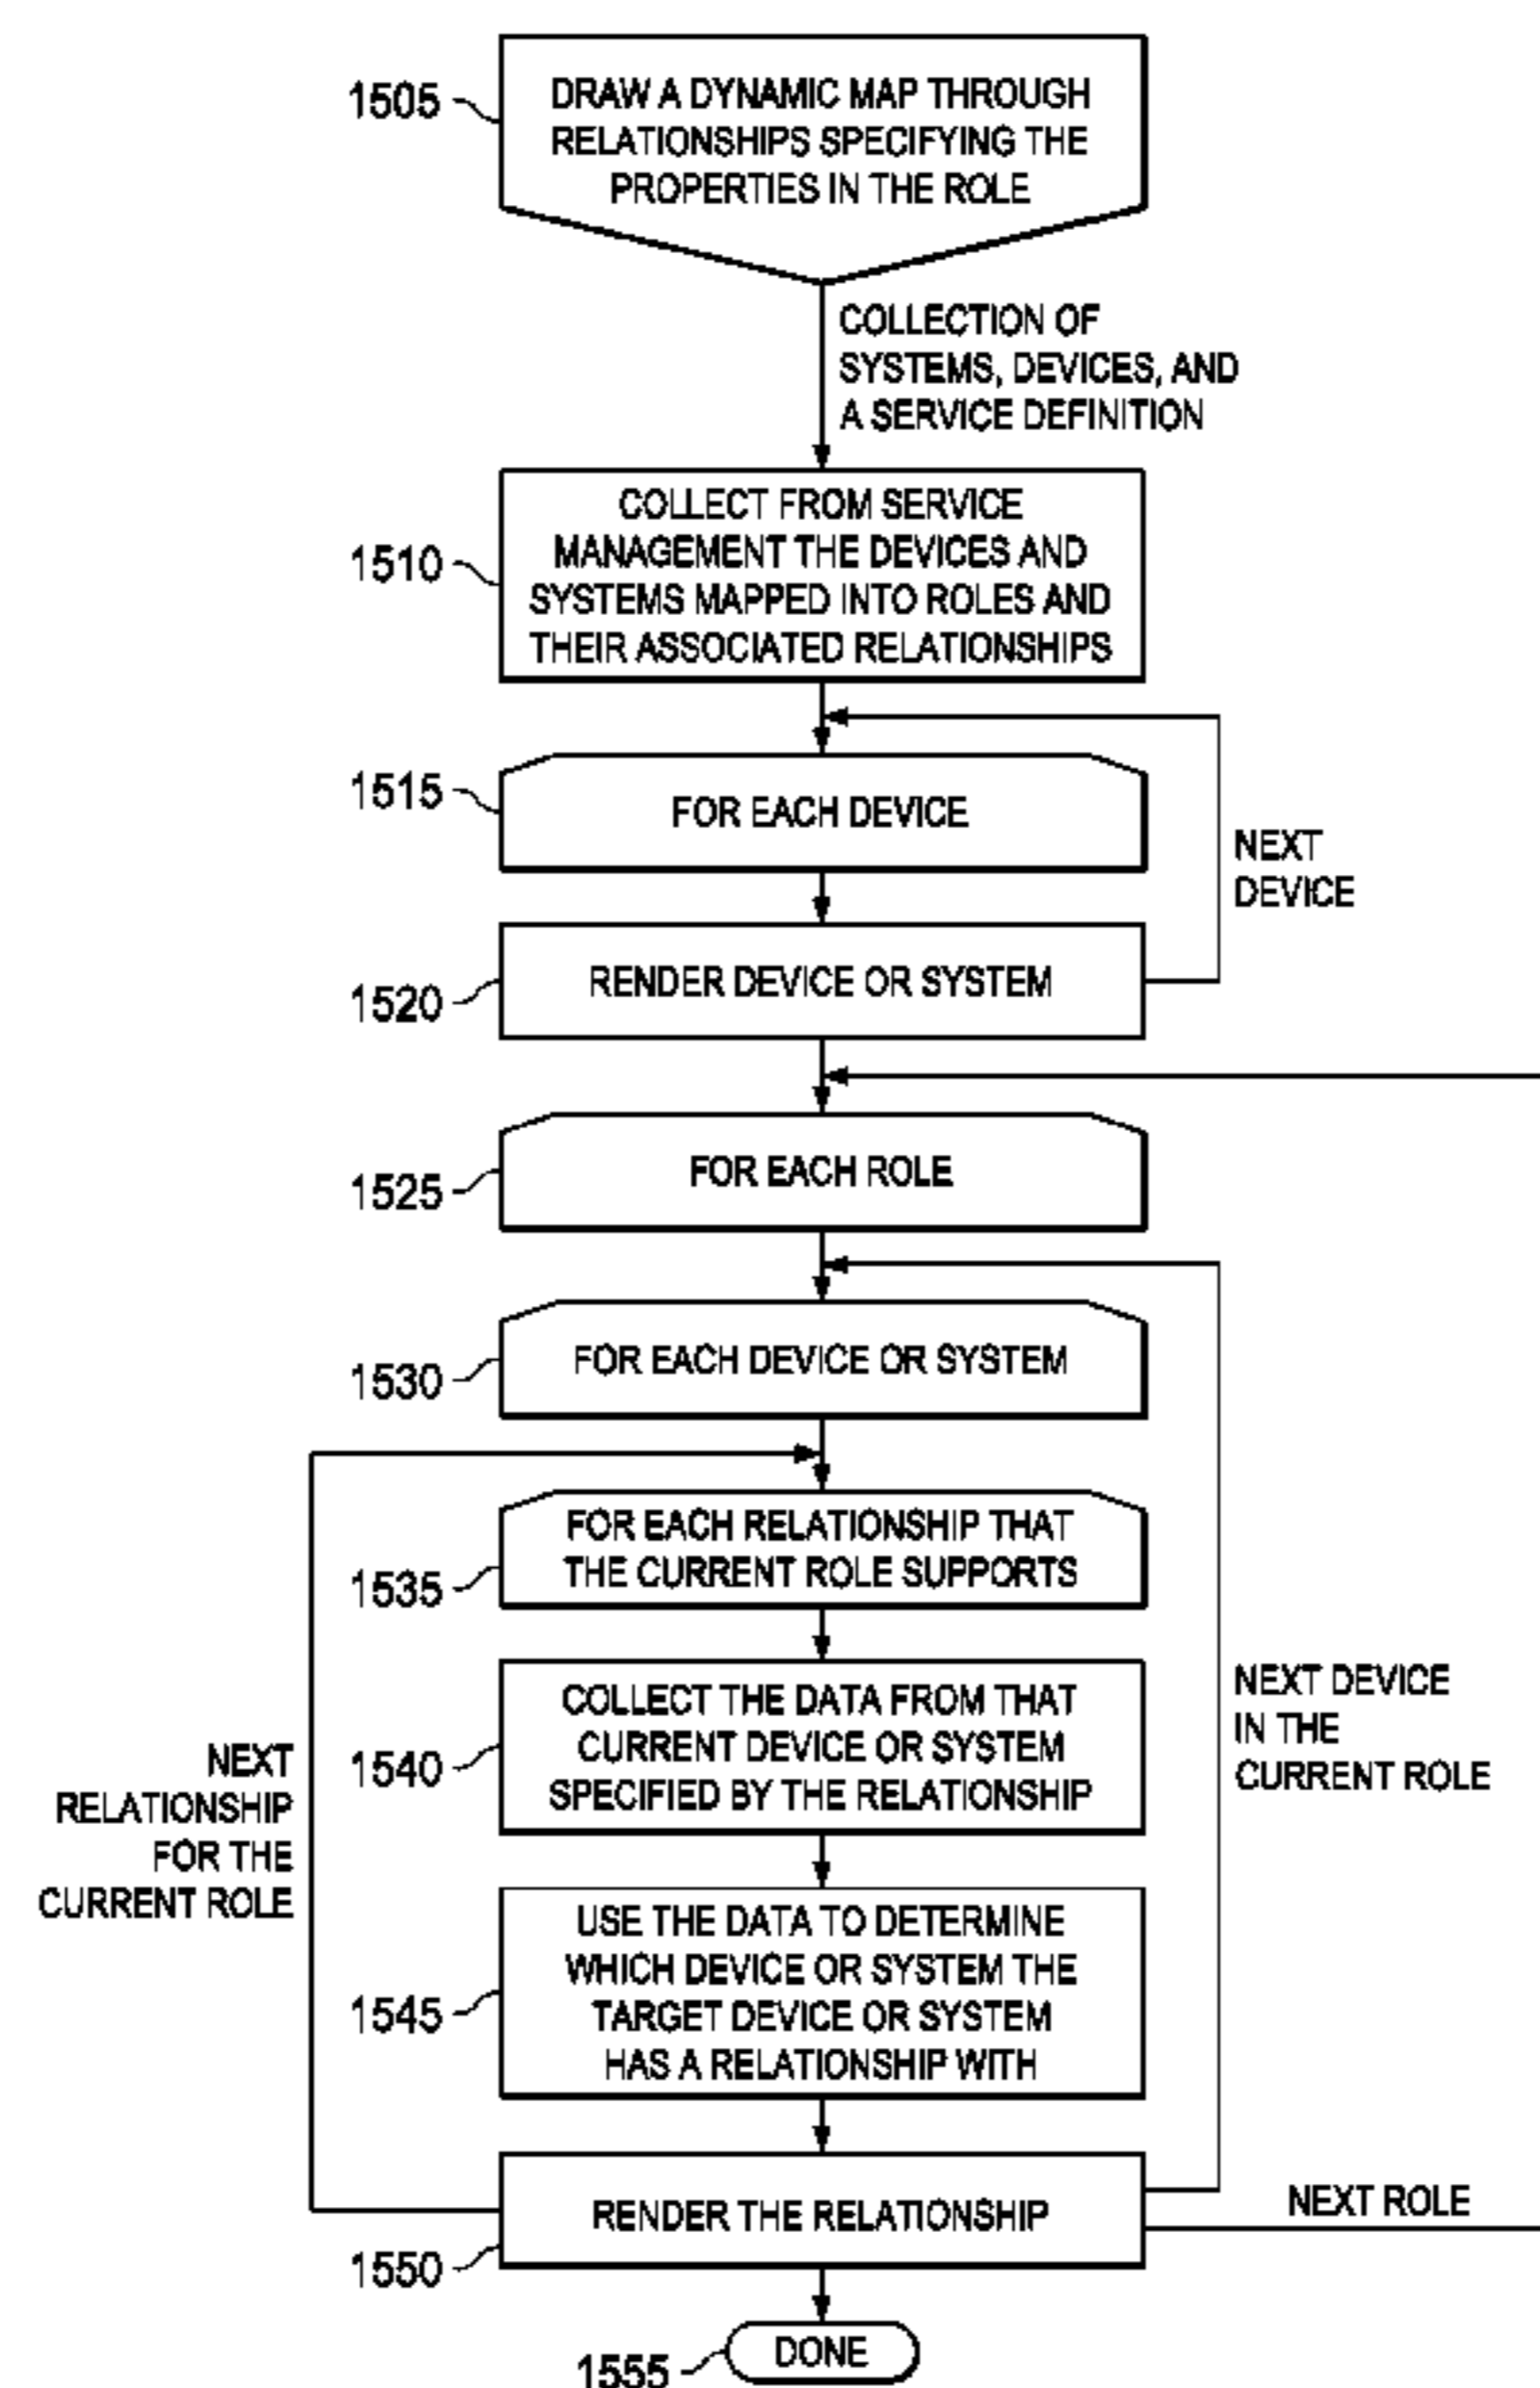 1505
DRAW A DYNAMIC MAP THROUGH
RELATIONSHIPS SPECIFYING THE
PROPERTIES IN THE ROLE
COLLECTION OF
SYSTEMS, DEVICES, AND
A SERVICE DEFINITION
1510
COLLECT FROM SERVICE
MANAGEMENT THE DEVICES AND
SYSTEMS MAPPED INTO ROLES AND
THEIR ASSOCIATED RELATIONSHIPS
1515
FOR EACH DEVICE
NEXT
DEVICE
1520
RENDER DEVICE OR SYSTEM
1525
FOR EACH ROLE
1530
FOR EACH DEVICE OR SYSTEM
1535
FOR EACH RELATIONSHIP THAT
THE CURRENT ROLE SUPPORTS
1540
COLLECT THE DATA FROM THAT
CURRENT DEVICE OR SYSTEM
SPECIFIED BY THE RELATIONSHIP
NEXT DEVICE
IN THE
CURRENT ROLE
NEXT
RELATIONSHIP
FOR THE
CURRENT ROLE
1545
USE THE DATA TO DETERMINE
WHICH DEVICE OR SYSTEM THE
TARGET DEVICE OR SYSTEM
HAS A RELATIONSHIP WITH
1550
RENDER THE RELATIONSHIP
NEXT ROLE
1555
DONE